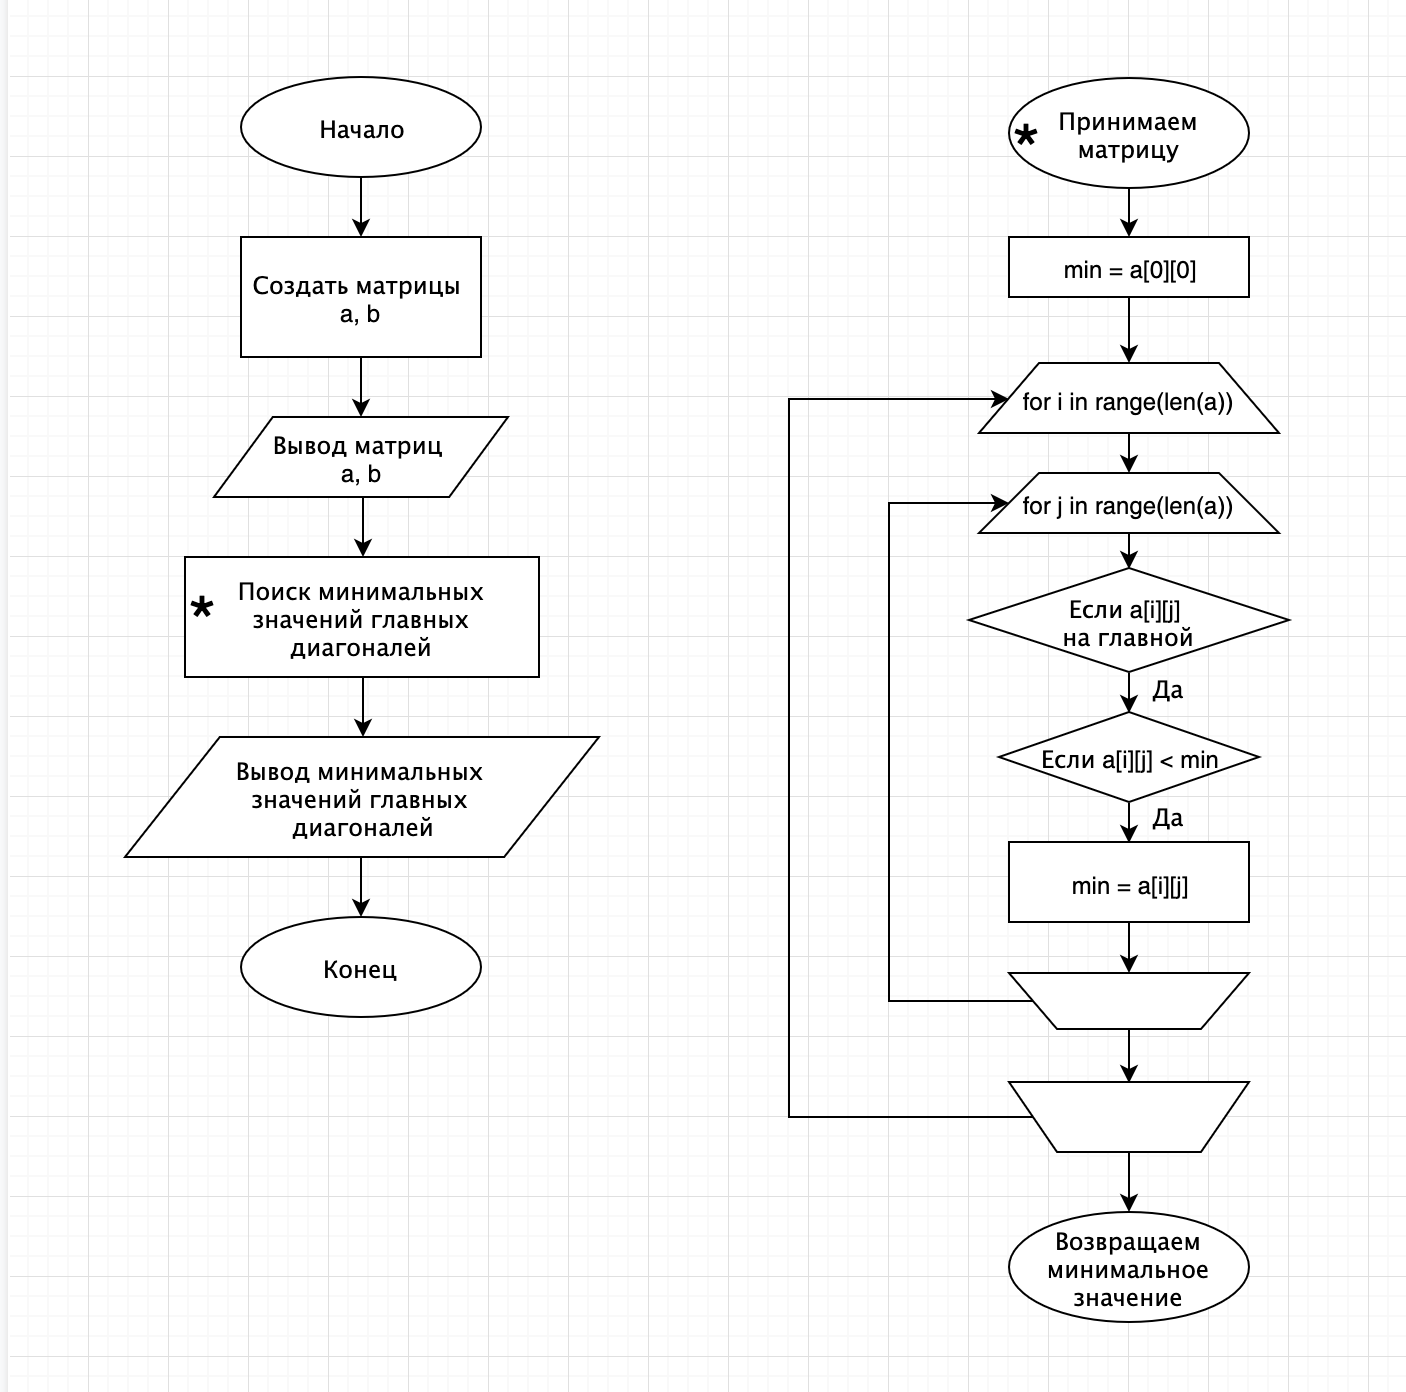 Начало
Создать матрицы
a, b
Вывод матриц
a, b
* Поиск минимальных
значений главных
диагоналей
Вывод минимальных
значений главных
диагоналей
Конец
* Принимаем
матрицу
min = a[0][0]
for i in range(len(a))
for j in range(len(a))
Если a[i][j]
на главной
Да
Если a[i][j] < min
Да
min = a[i][j]
Возвращаем
минимальное
значение